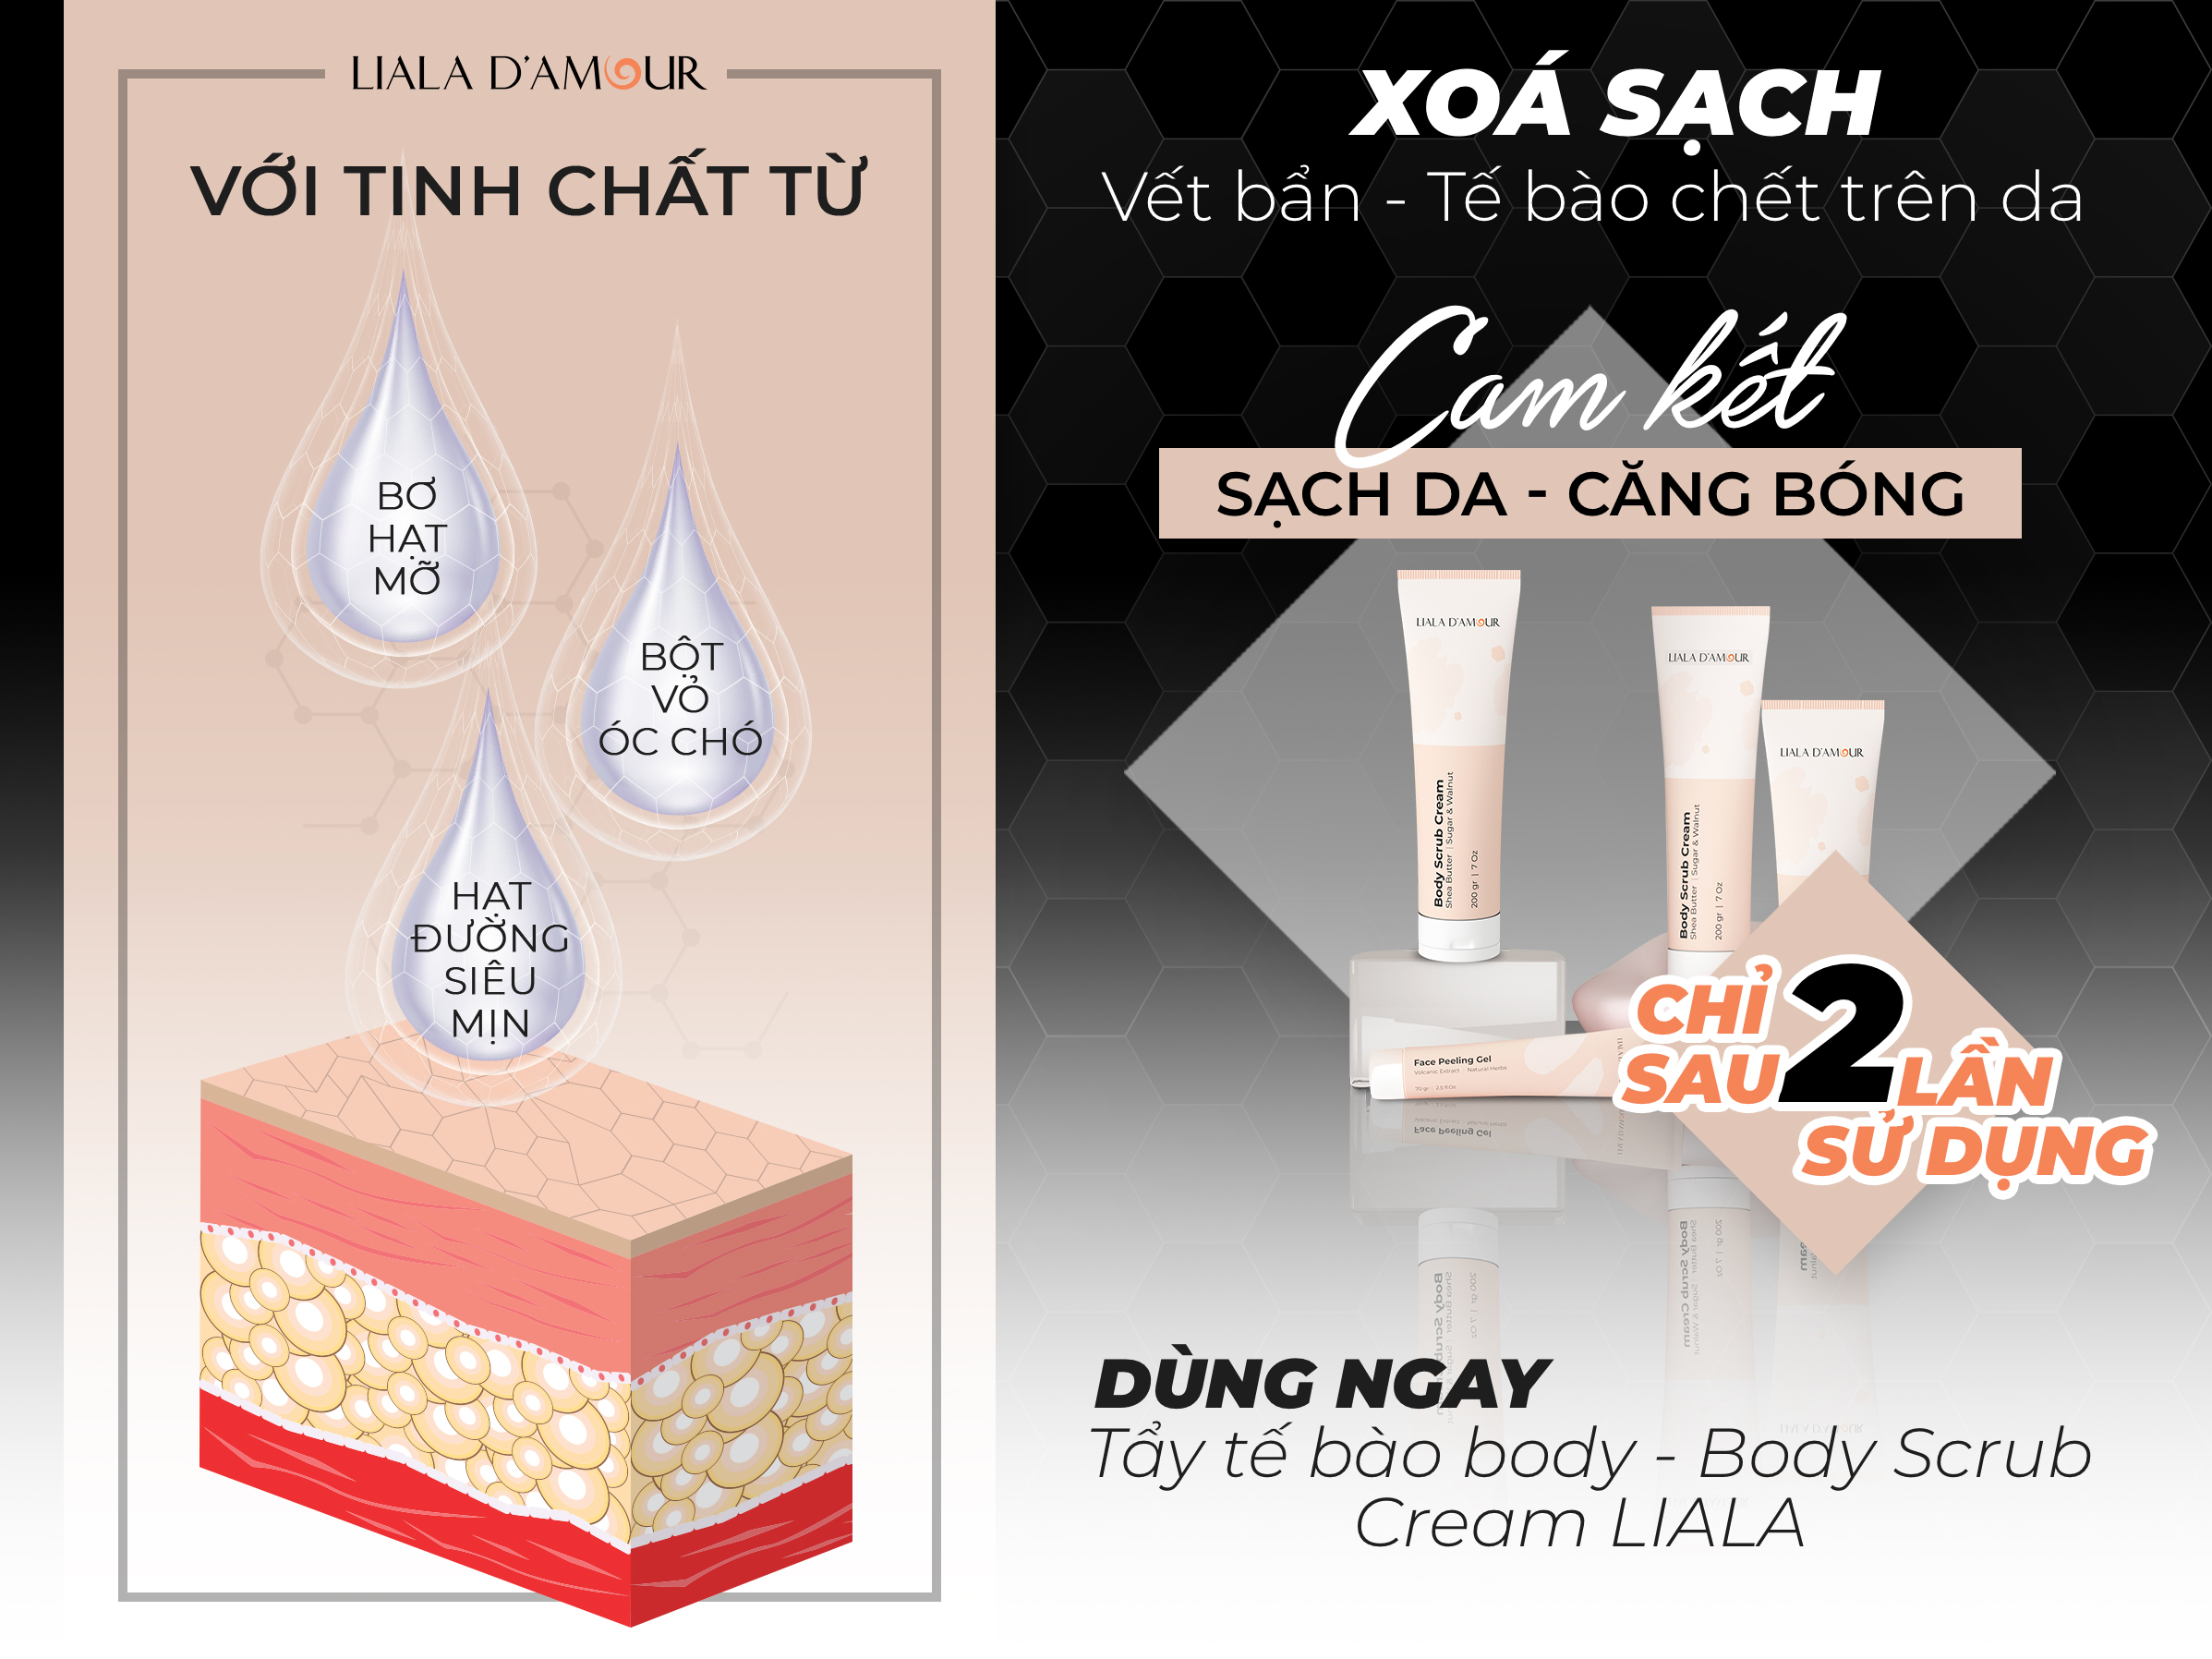 LIALA D'AMOUR
VỚI TINH CHẤT TỪ
BƠ
HẠT
MỠ
BỘT
VỎ
ÓC CHÓ
HẠT
ĐƯỜNG
SIÊU
MỊN
XOÁ SẠCH
Vết bẩn - Tế bào chết trên da
Cam kết
SẠCH DA - CĂNG BÓNG
LIALA D'AMOUR
Body Scrub Cream
Shea Butter | Sugar & Walnut
200 gr | 7 Oz
LIALA D'AMOUR
Body Scrub Cream
Shea Butter | Sugar & Walnut
200 gr | 7 Oz
LIALA D'AMOUR
Face Peeling Gel
Volcanic Extract | Natural Herbs
CHỈ
SAU 2 LẦN
SỬ DỤNG
DÙNG NGAY
Tẩy tế bào body - Body Scrub
Cream LIALA